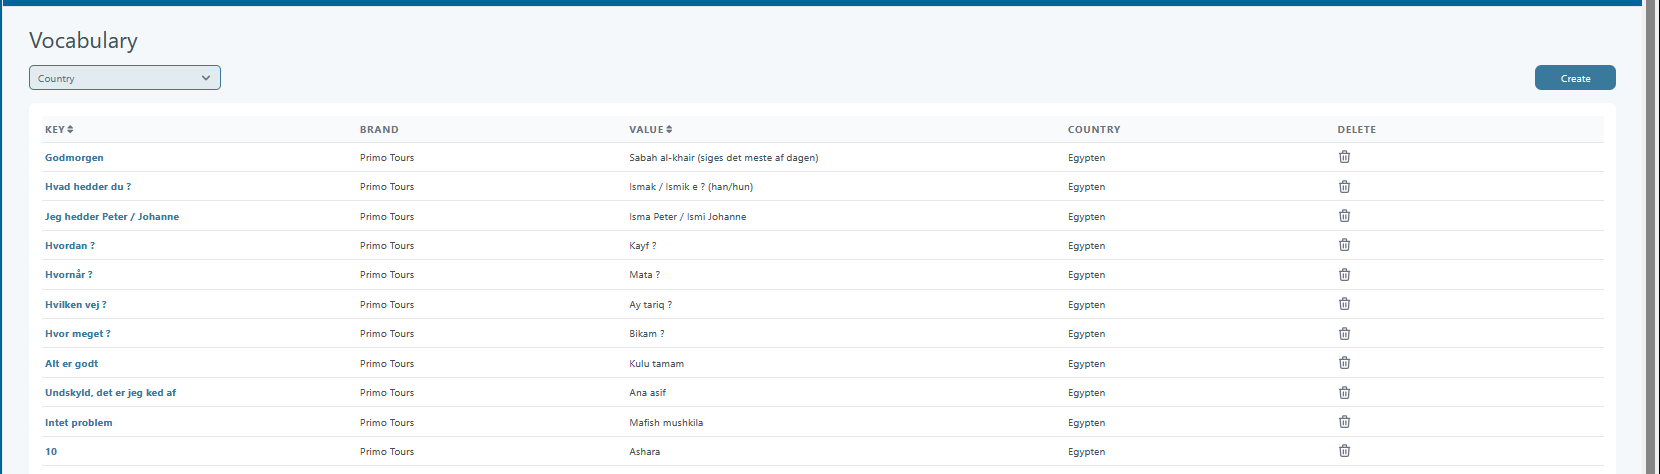 Vocabulary
Country
Create
KEY BRAND VALUE COUNTRY DELETE
Godmorgen Primo Tours Sabah al-khair (siges det meste af dagen) Egypten
Hvad hedder du ? Primo Tours Ismak / Ismik e ? (han/hun) Egypten
Jeg hedder Peter / Johanne Primo Tours Isma Peter / Ismi Johanne Egypten
Hvordan ? Primo Tours Kayf ? Egypten
Hvornår ? Primo Tours Mata ? Egypten
Hvilken vej ? Primo Tours Ay tariq ? Egypten
Hvor meget ? Primo Tours Bikam ? Egypten
Alt er godt Primo Tours Kulu tamam Egypten
Undskyld, det er jeg ked af Primo Tours Ana asif Egypten
Intet problem Primo Tours Mafish mushkila Egypten
10 Primo Tours Ashara Egypten